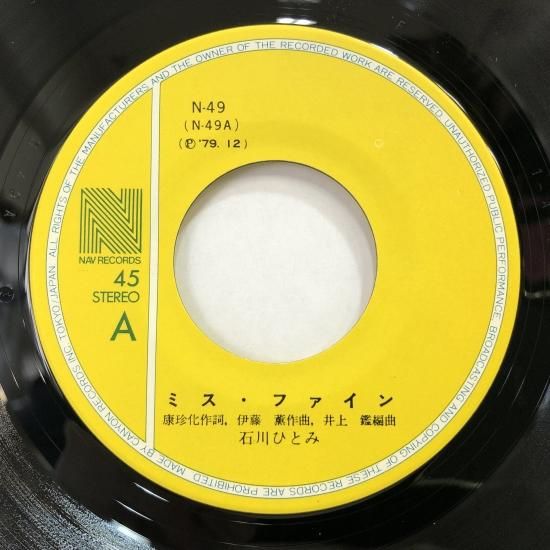 N-49
(N-49A)
(Ⓟ '79. 12)
N
NAV RECORDS
45
STEREO
A
ミス・ファイン
康珍化作詞, 伊藤 薫作曲, 井上 鑑編曲
石川ひとみ
MADE BY CANYON RECORDS INC TOKYO/JAPAN ALL RIGHTS OF THE MANUFACTURERS AND THE OWNER OF THE RECORDED WORK ARE RESERVED. UNAUTHORIZED PUBLIC PERFORMANCE, BROADCASTING AND COPYING OF THESE RECORDS ARE PROHIBITED